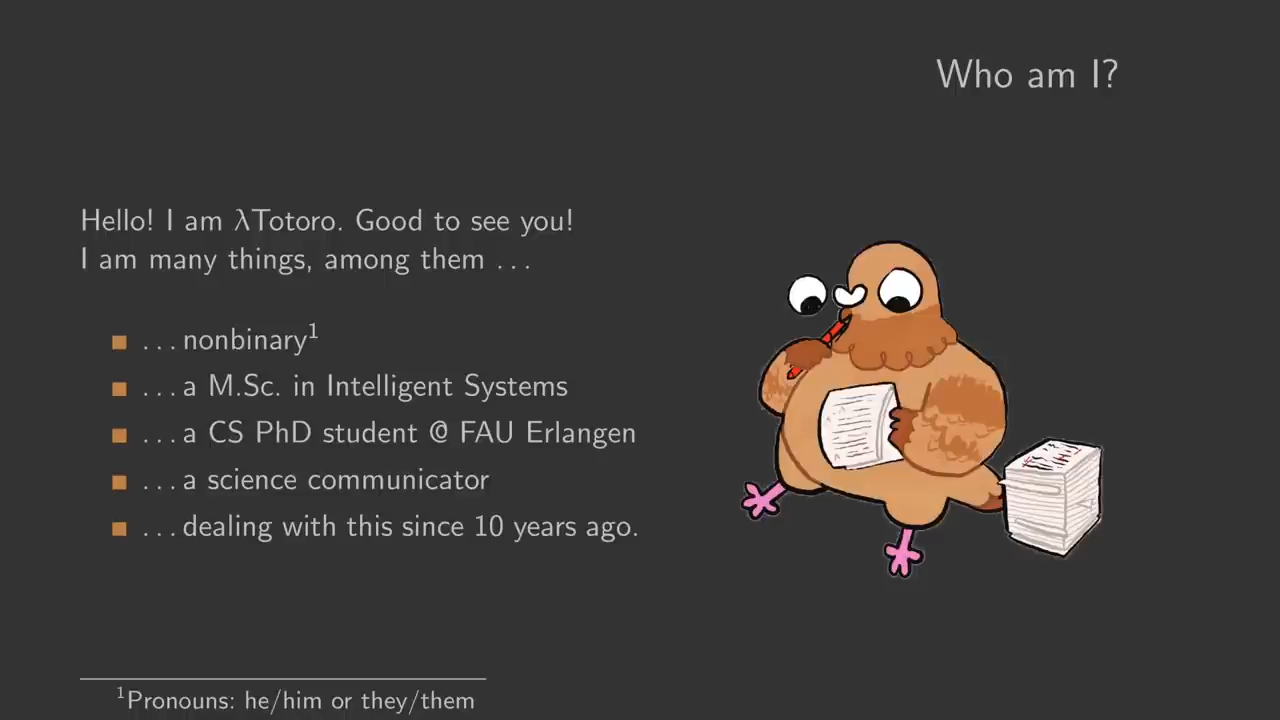 Who am I?
Hello! I am λTotoro. Good to see you!
I am many things, among them ...
■ ...nonbinary¹
■ ...a M.Sc. in Intelligent Systems
■ ...a CS PhD student @ FAU Erlangen
■ ...a science communicator
■ ...dealing with this since 10 years ago.
¹Pronouns: he/him or they/them